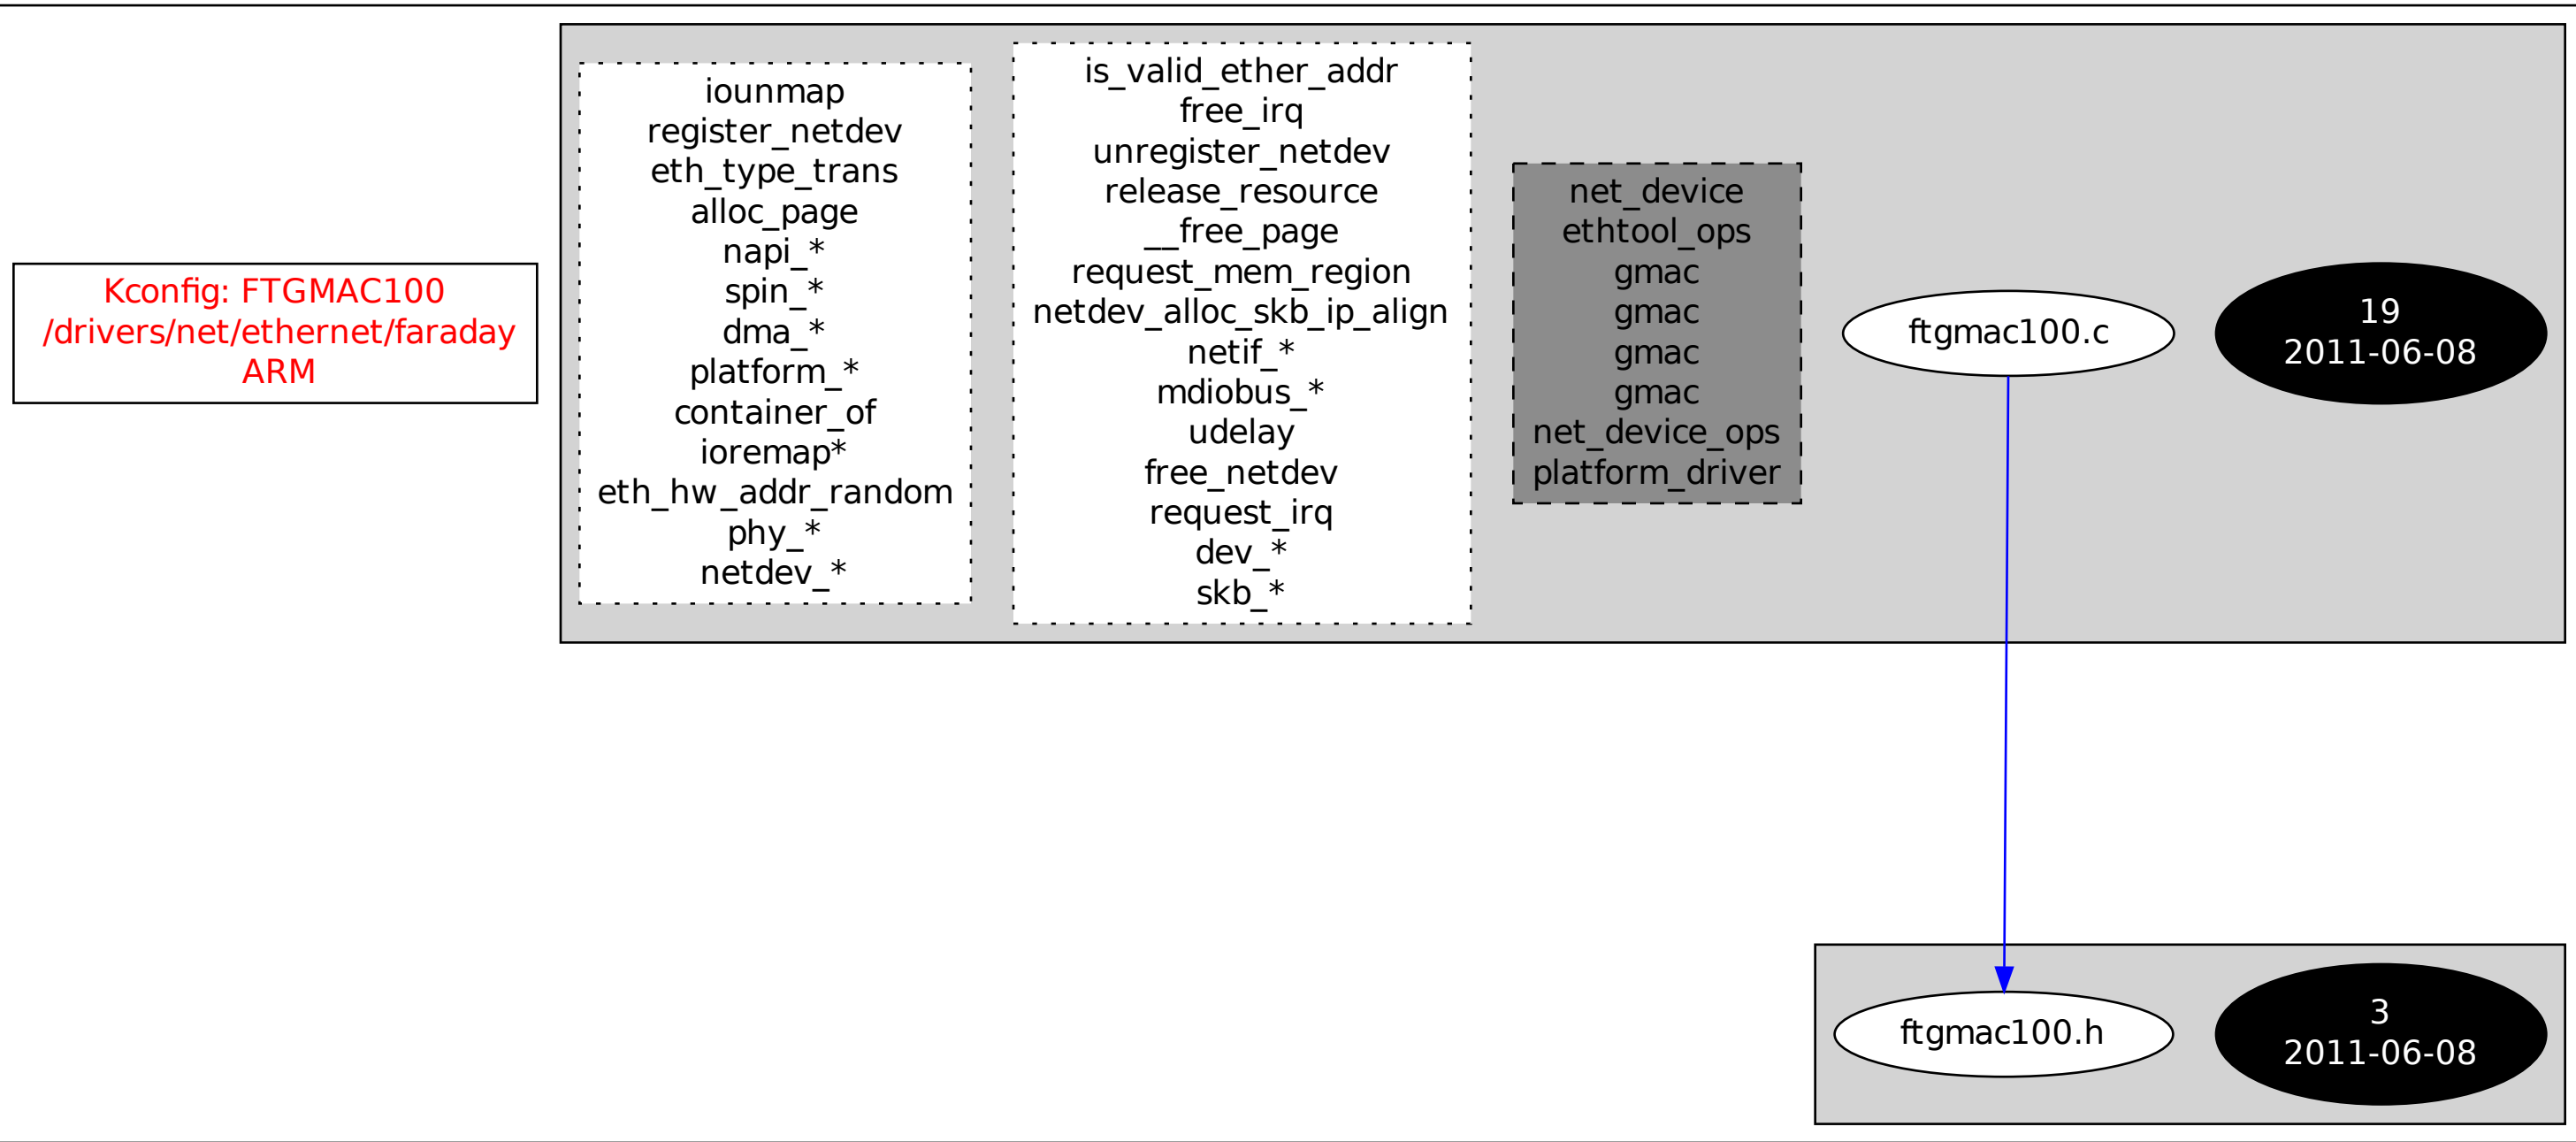 Kconfig: FTGMAC100
/drivers/net/ethernet/faraday
ARM
iounmap
register_netdev
eth_type_trans
alloc_page
napi_*
spin_*
dma_*
platform_*
container_of
ioremap*
eth_hw_addr_random
phy_*
netdev_*
is_valid_ether_addr
free_irq
unregister_netdev
release_resource
__free_page
request_mem_region
netdev_alloc_skb_ip_align
netif_*
mdiobus_*
udelay
free_netdev
request_irq
dev_*
skb_*
net_device
ethtool_ops
gmac
gmac
gmac
gmac
net_device_ops
platform_driver
ftgmac100.c
19
2011-06-08
ftgmac100.h
3
2011-06-08